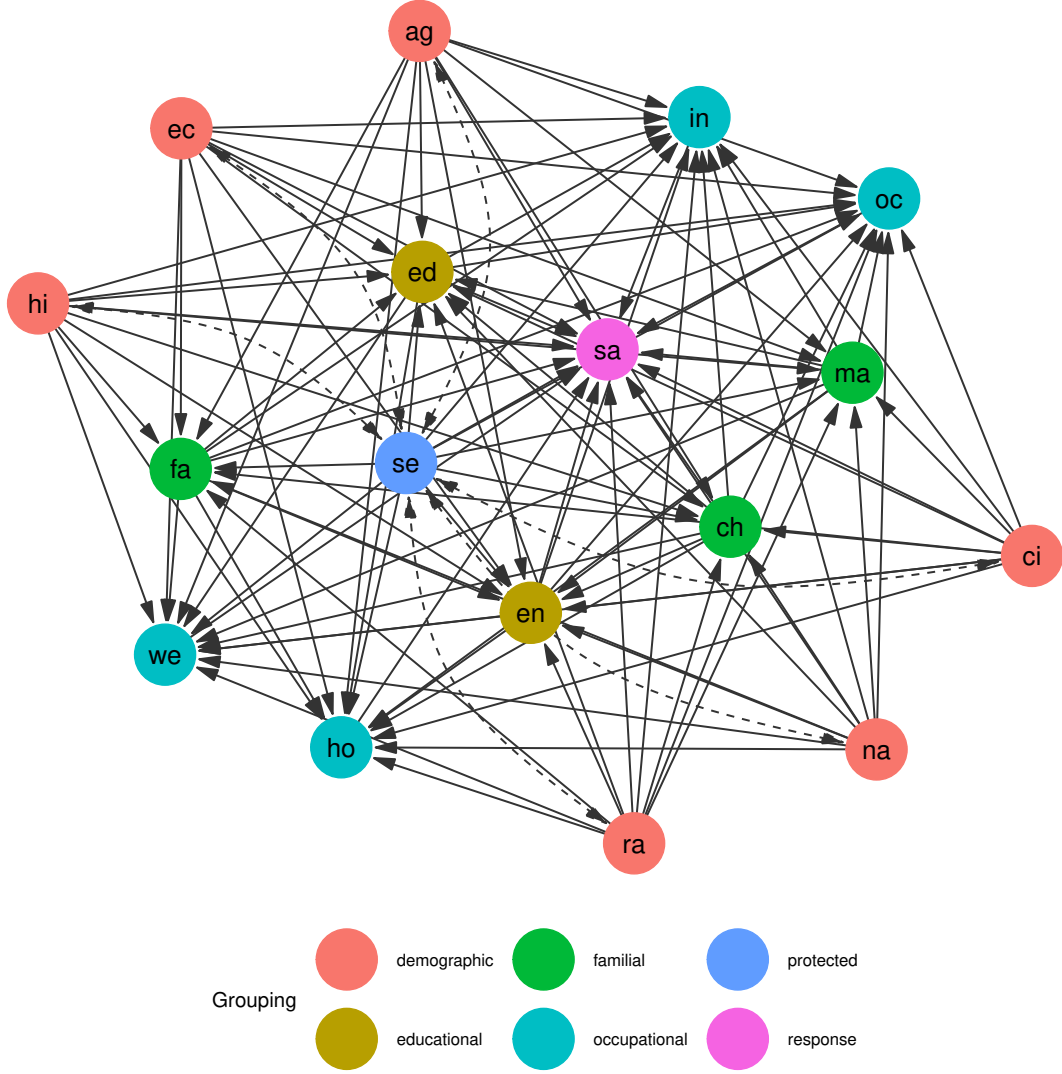 ag
in
ec
oc
ed
hi
sa
ma
se
fa
ch
ci
en
we
ho
na
ra
Grouping
demographic
familial
protected
educational
occupational
response